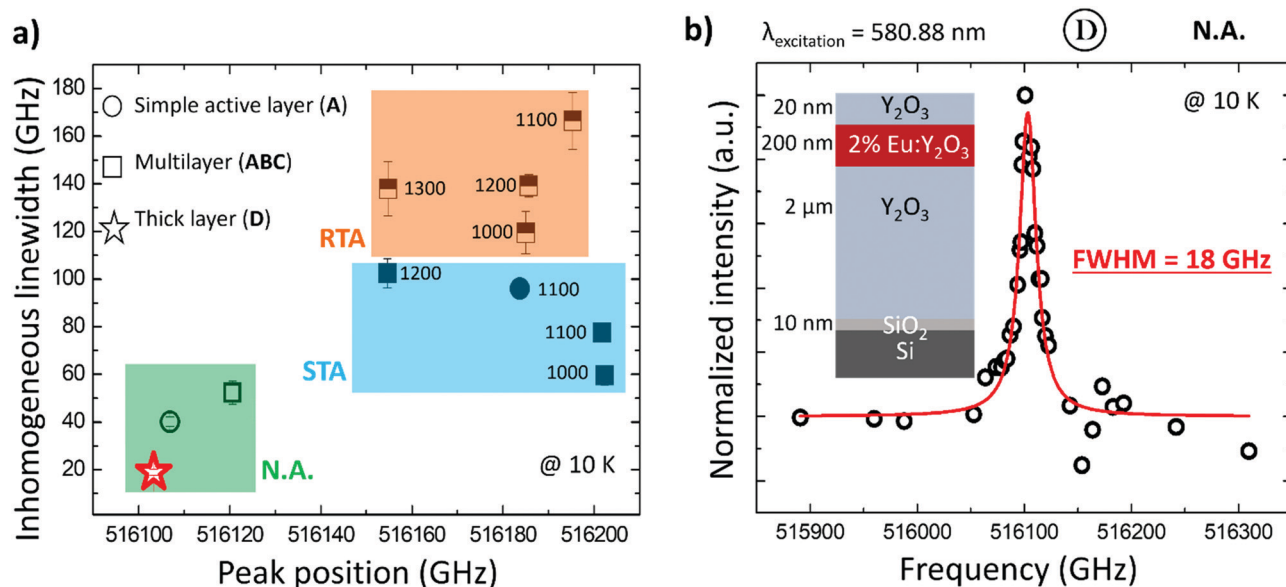 a)
Inhomogeneous linewidth (GHz)
180
160
140
120
100
80
60
40
20
Simple active layer (A)
Multilayer (ABC)
Thick layer (D)
1100
1300
1200
1000
RTA
1200
1100
1100
STA
1000
N.A.
@ 10 K
516100
516120
516140
516160
516180
516200
Peak position (GHz)
b)
λexcitation = 580.88 nm
D
N.A.
@ 10 K
Normalized intensity (a.u.)
20 nm
Y2O3
200 nm
2% Eu:Y2O3
2 µm
Y2O3
10 nm
SiO2
Si
FWHM = 18 GHz
515900
516000
516100
516200
516300
Frequency (GHz)